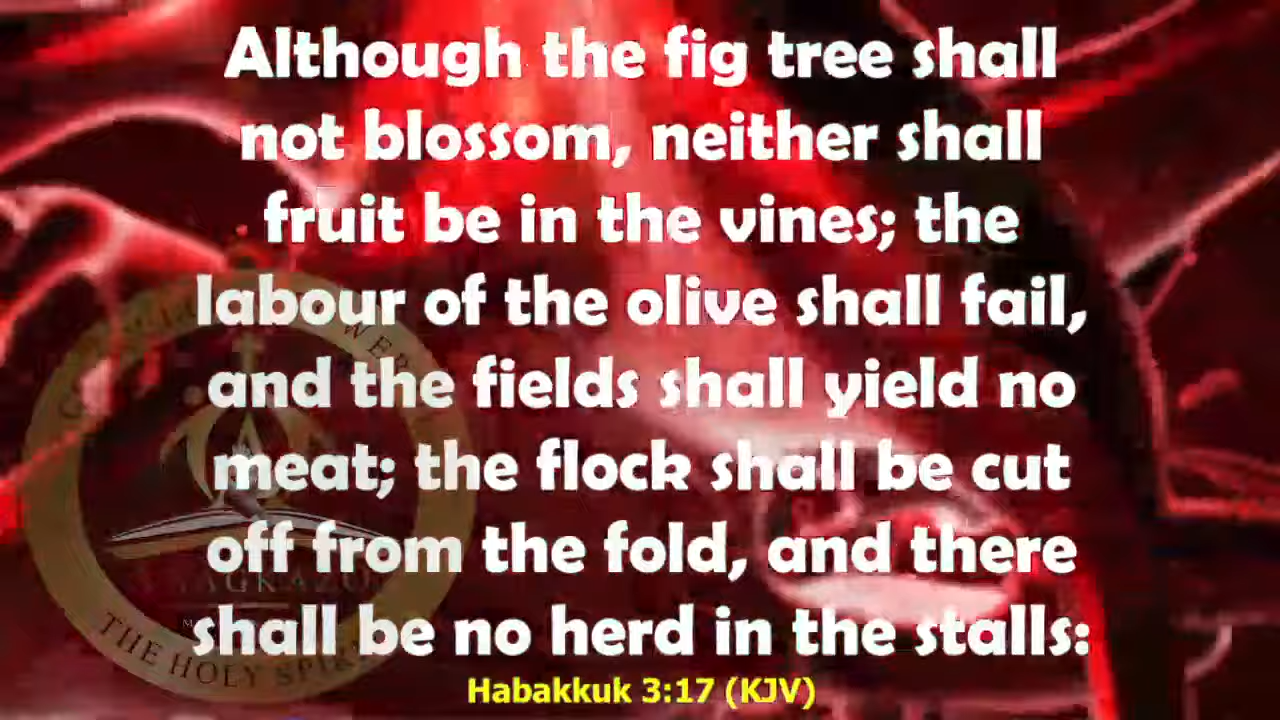 Although the fig tree shall
not blossom, neither shall
fruit be in the vines; the
labour of the olive shall fail,
and the fields shall yield no
meat; the flock shall be cut
off from the fold, and there
shall be no herd in the stalls:
Habakkuk 3:17 (KJV)
THE HOLY